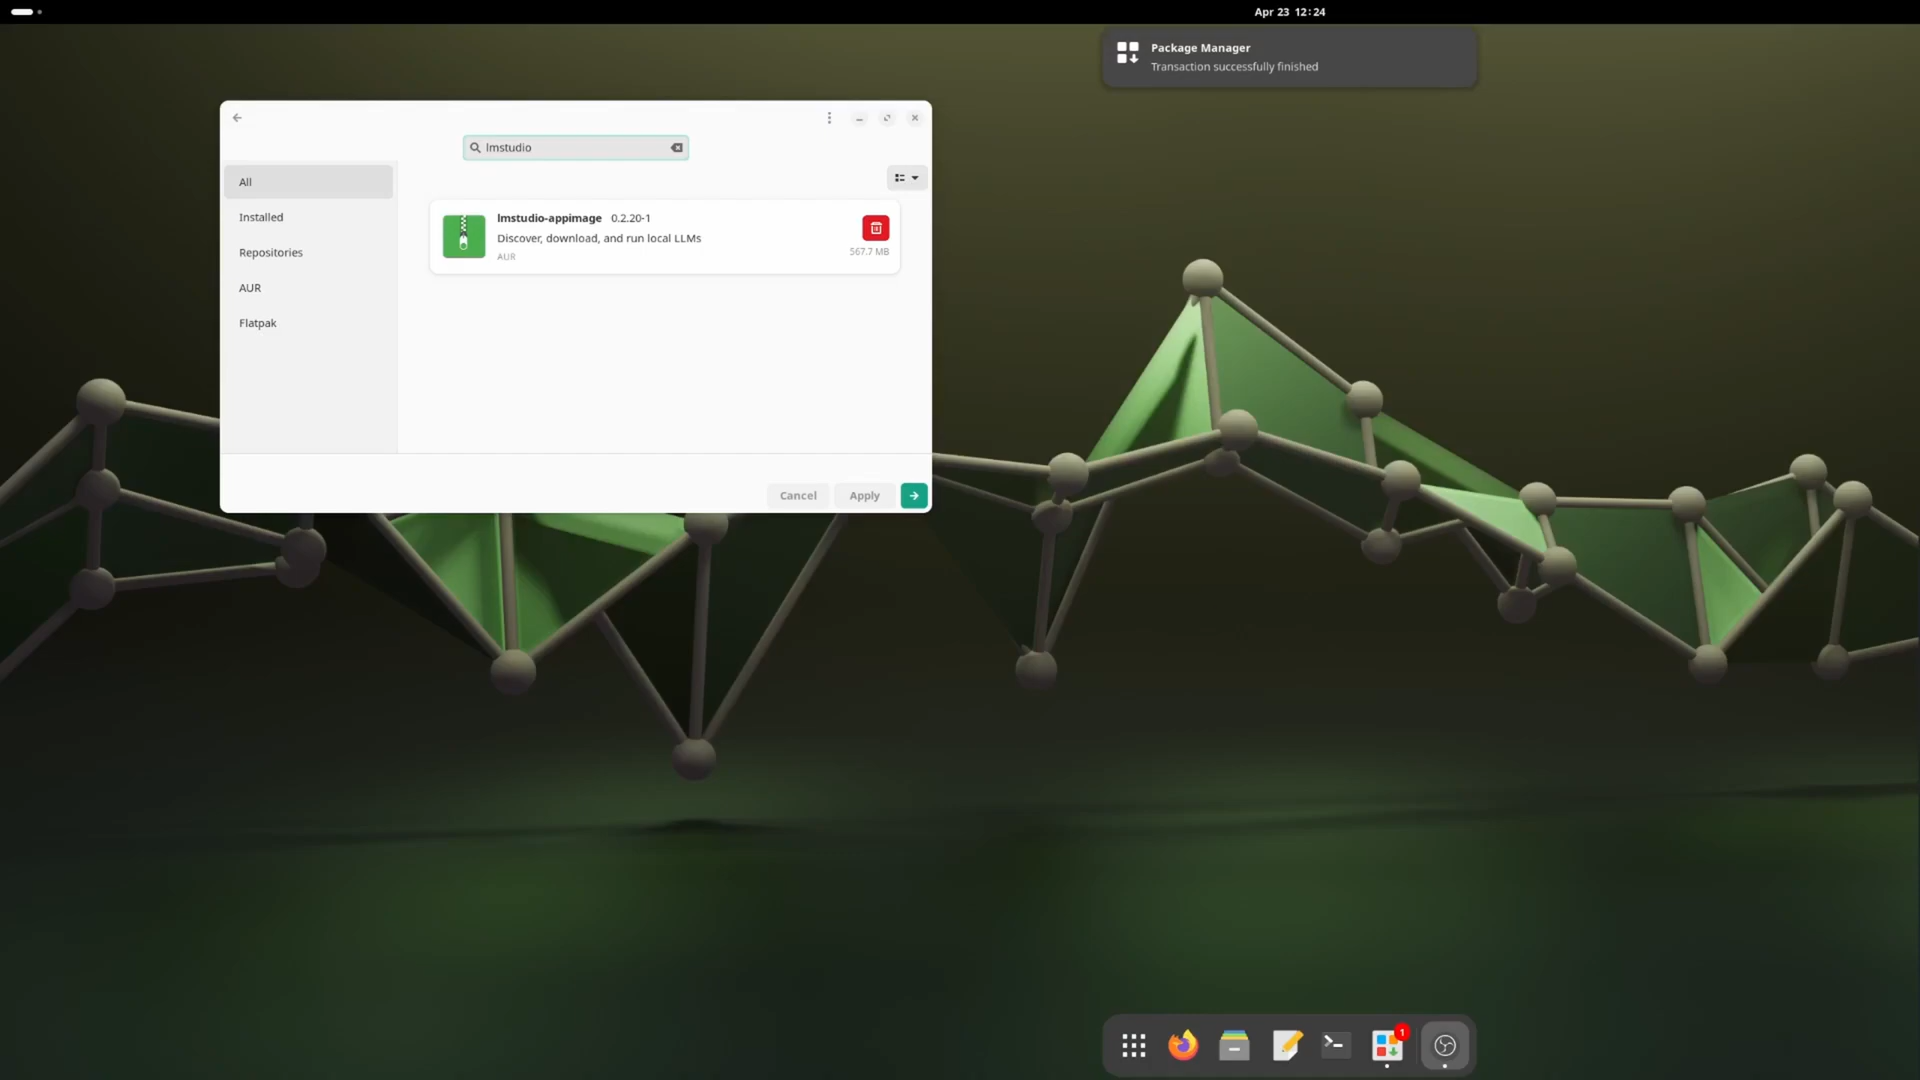 Apr 23 12:24
Package Manager
Transaction successfully finished
lmstudio
All
Installed
Repositories
AUR
Flatpak
lmstudio-appimage 0.2.20-1
Discover, download, and run local LLMs
AUR
567.7 MB
Cancel
Apply
1